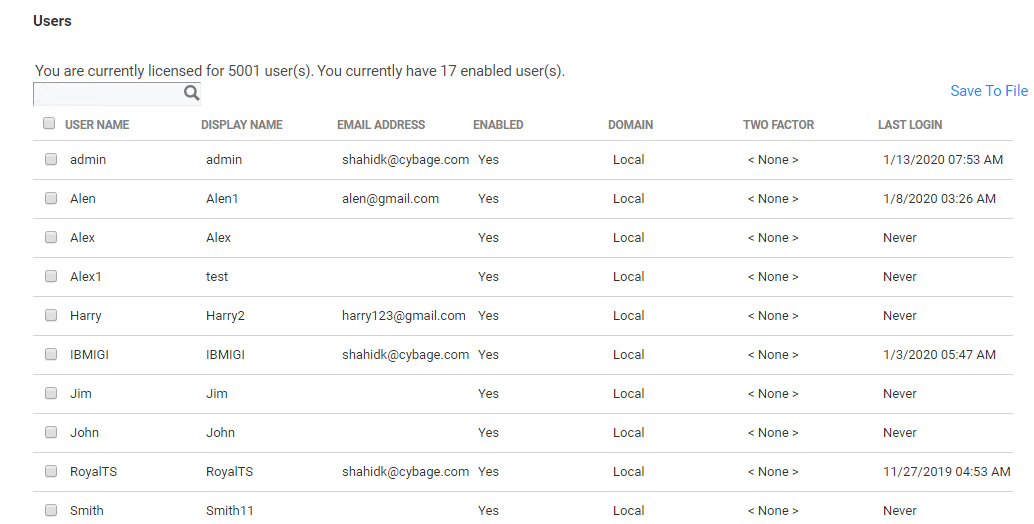 Users
You are currently licensed for 5001 user(s). You currently have 17 enabled user(s).
Save To File
USER NAME DISPLAY NAME EMAIL ADDRESS ENABLED DOMAIN TWO FACTOR LAST LOGIN
admin admin shahidk@cybage.com Yes Local < None > 1/13/2020 07:53 AM
Alen Alen1 alen@gmail.com Yes Local < None > 1/8/2020 03:26 AM
Alex Alex Yes Local < None > Never
Alex1 test Yes Local < None > Never
Harry Harry2 harry123@gmail.com Yes Local < None > Never
IBMIGI IBMIGI shahidk@cybage.com Yes Local < None > 1/3/2020 05:47 AM
Jim Jim Yes Local < None > Never
John John Yes Local < None > Never
RoyalTS RoyalTS shahidk@cybage.com Yes Local < None > 11/27/2019 04:53 AM
Smith Smith11 Yes Local < None > Never